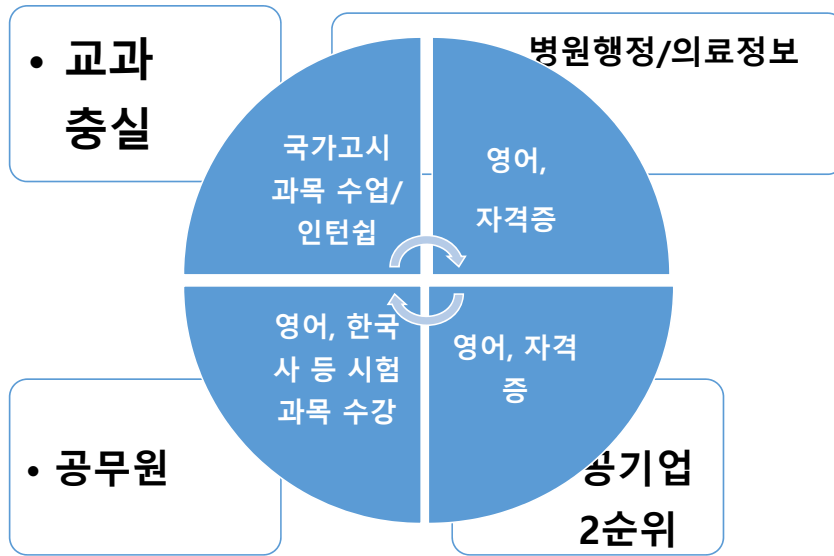 • 교과
충실
병원행정/의료정보
국가고시
과목 수업/
인턴쉽
영어,
자격증
영어, 한국
사 등 시험
과목 수강
영어, 자격
증
• 공무원
공기업
2순위